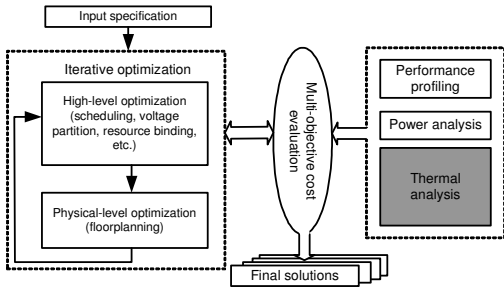 Input specification
Iterative optimization
High-level optimization
(scheduling, voltage
partition, resource binding,
etc.)
Physical-level optimization
(floorplanning)
Multi-objective cost
evaluation
Performance
profiling
Power analysis
Thermal
analysis
Final solutions